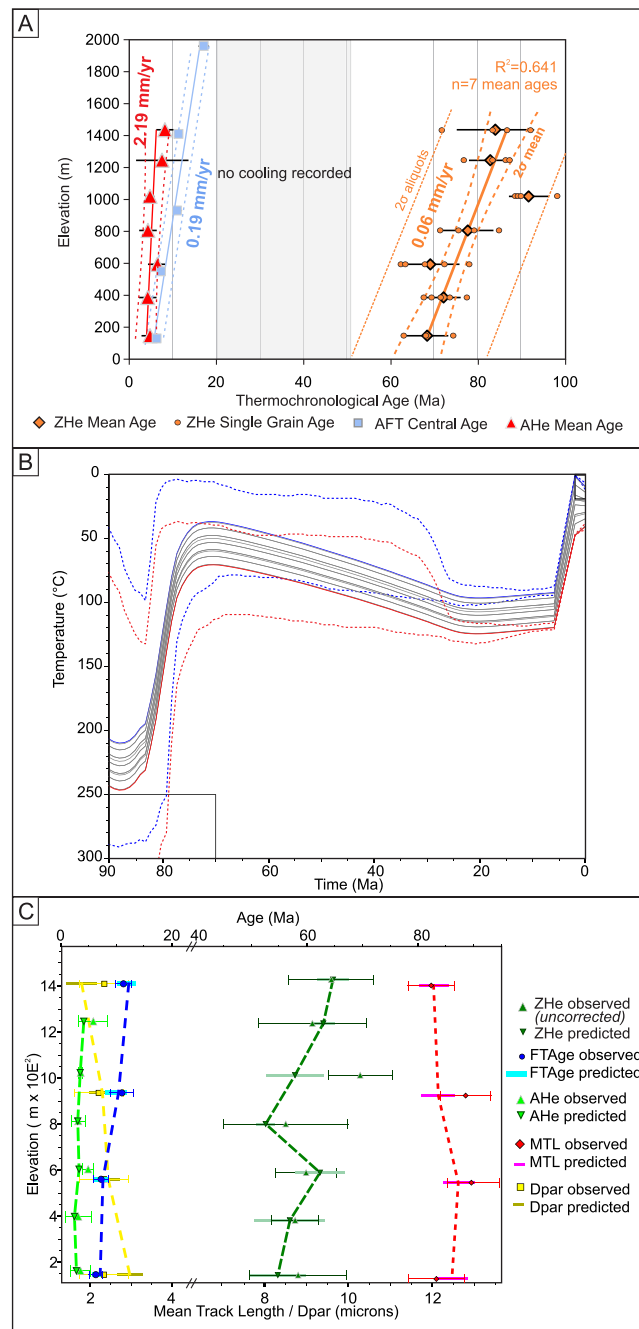 A
2000
1800
1600
1400
1200
1000
800
600
400
200
0
Elevation (m)
2.19 mm/yr
0.19 mm/yr
no cooling recorded
2σ aliquots
0.06 mm/yr
2σ mean
R²=0.641
n=7 mean ages
0 10 20 30 40 50 60 70 80 90 100
Thermochronological Age (Ma)
ZHe Mean Age ZHe Single Grain Age AFT Central Age AHe Mean Age
B
0
50
100
150
200
250
300
Temperature (°C)
90 80 60 40 20 0
Time (Ma)
C
Age (Ma)
0 20 40 60 80
14
12
10
8
6
4
2
Elevation ( m x 10E²)
2 4 8 10 12
Mean Track Length / Dpar (microns)
ZHe observed
(uncorrected)
ZHe predicted
FTAge observed
FTAge predicted
AHe observed
AHe predicted
MTL observed
MTL predicted
Dpar observed
Dpar predicted